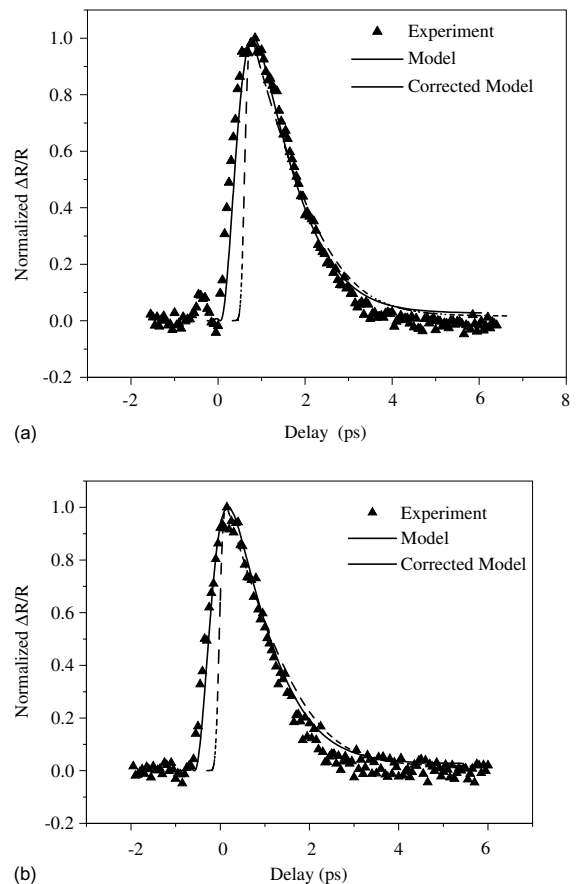 Experiment
Model
Corrected Model
Normalized ΔR/R
1.0
0.8
0.6
0.4
0.2
0.0
-0.2
-2 0 2 4 6 8
Delay (ps)
(a)
Experiment
Model
Corrected Model
Normalized ΔR/R
1.0
0.8
0.6
0.4
0.2
0.0
-0.2
-2 0 2 4 6
Delay (ps)
(b)